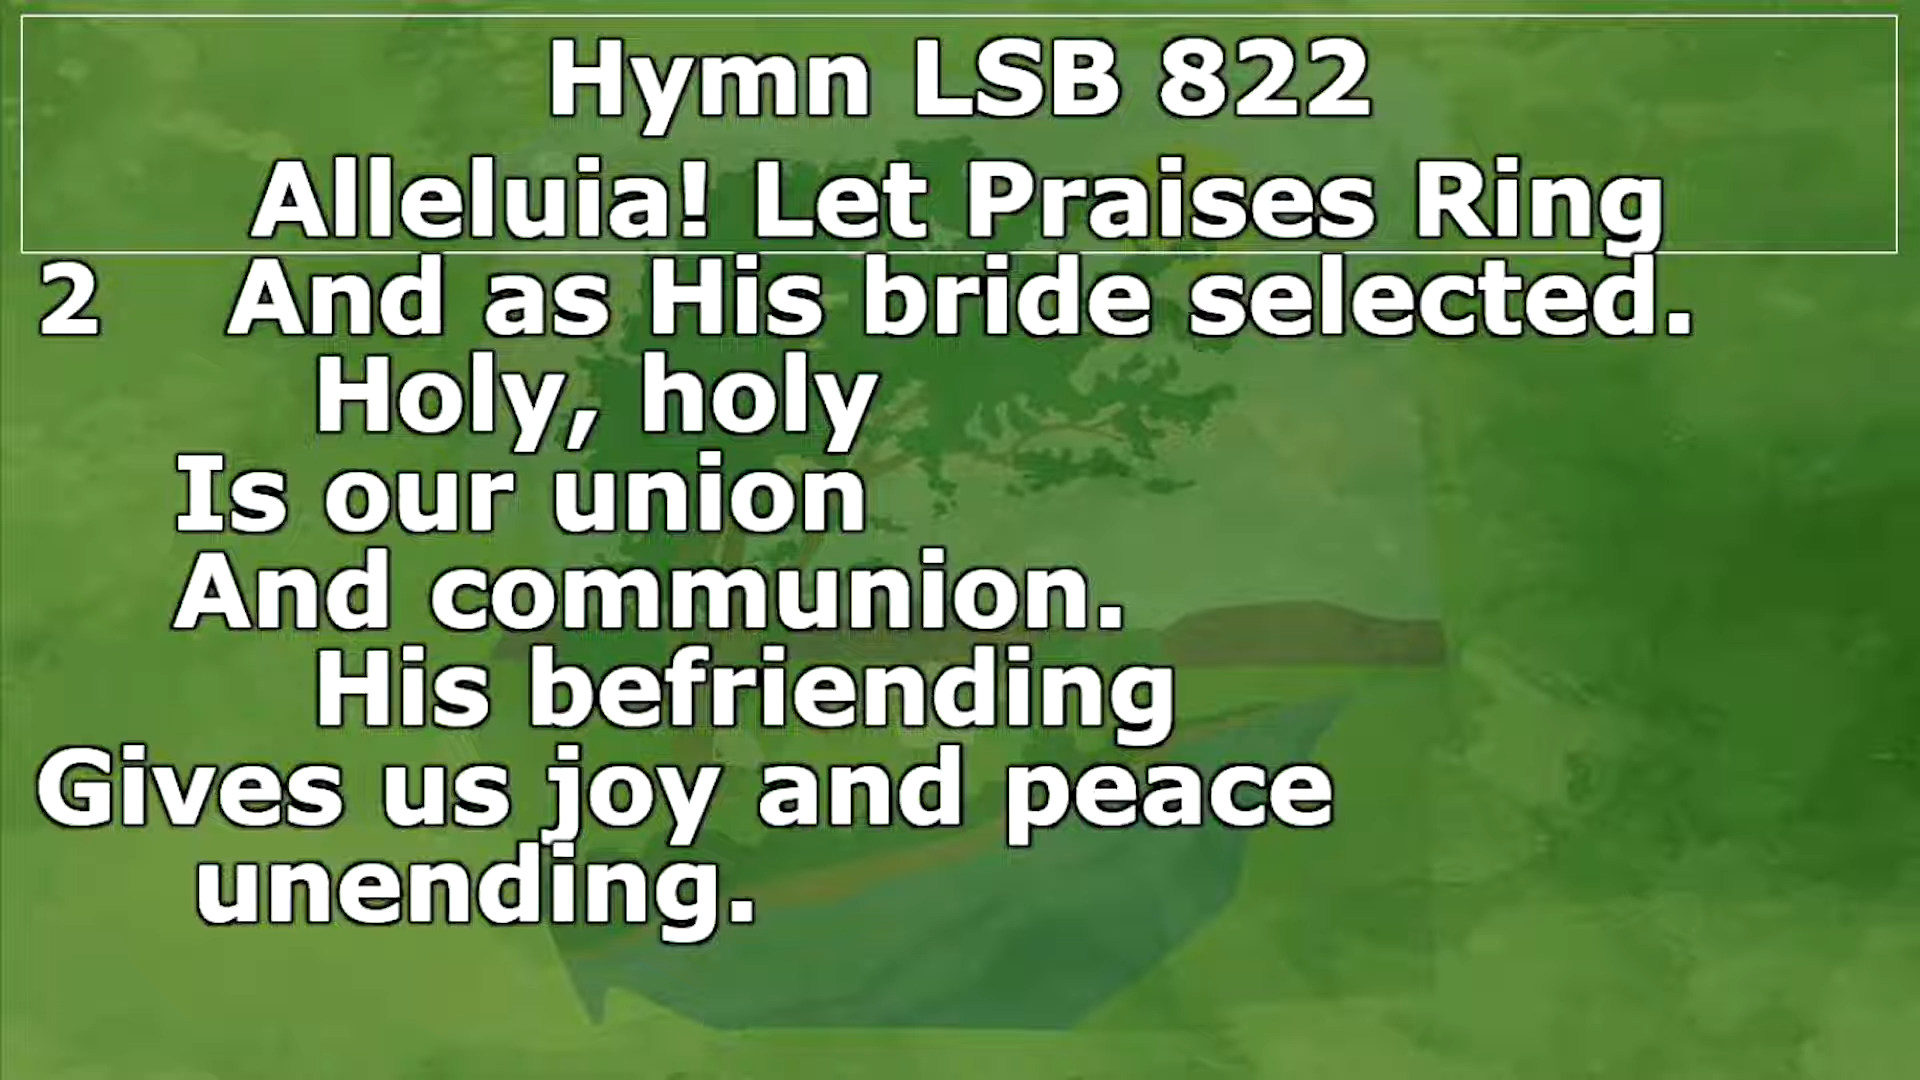 Hymn LSB 822
Alleluia! Let Praises Ring
2 And as His bride selected.
Holy, holy
Is our union
And communion.
His befriending
Gives us joy and peace
unending.